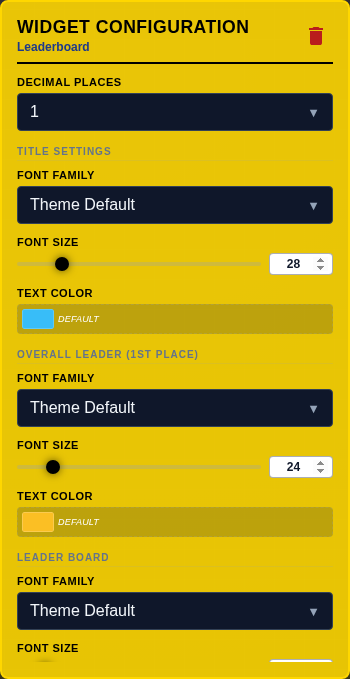 WIDGET CONFIGURATION
Leaderboard
DECIMAL PLACES
1
TITLE SETTINGS
FONT FAMILY
Theme Default
FONT SIZE
28
TEXT COLOR
DEFAULT
OVERALL LEADER (1ST PLACE)
FONT FAMILY
Theme Default
FONT SIZE
24
TEXT COLOR
DEFAULT
LEADER BOARD
FONT FAMILY
Theme Default
FONT SIZE